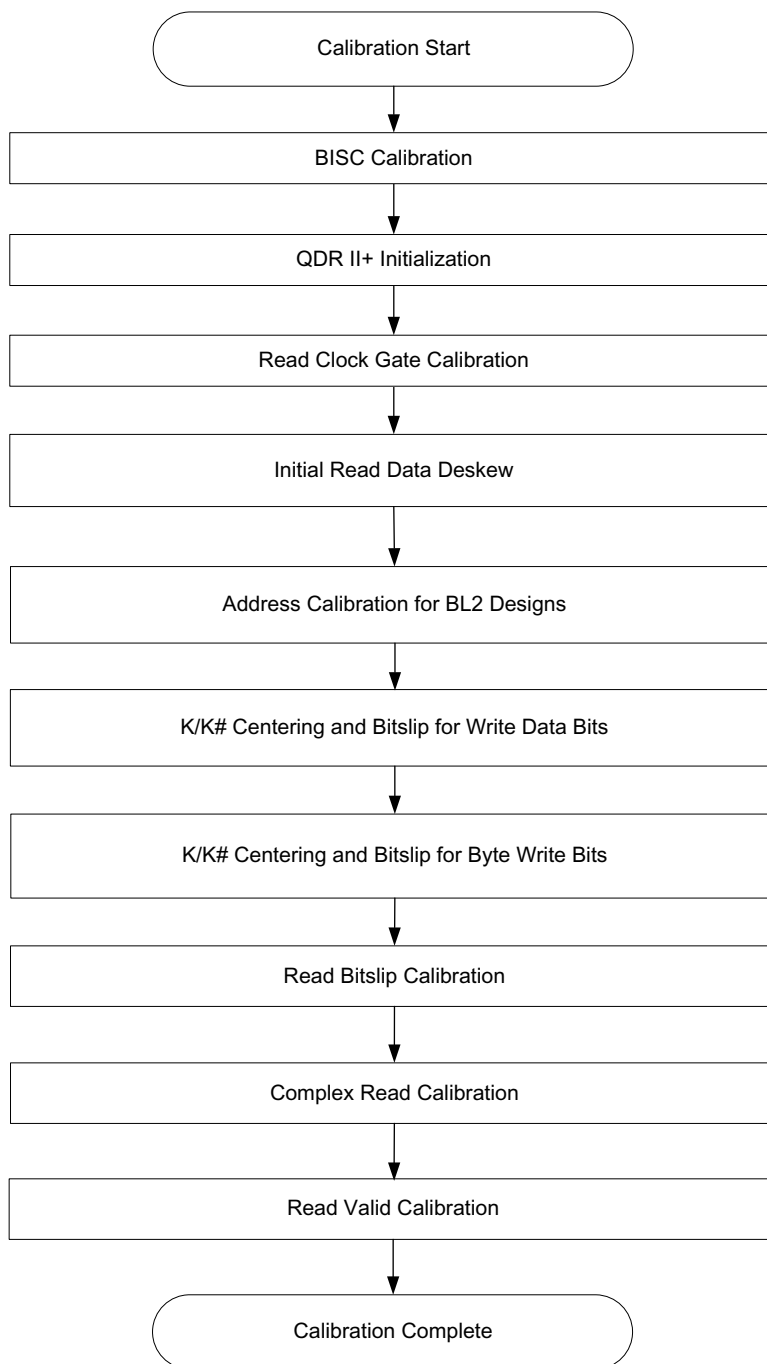 Calibration Start
BISC Calibration
QDR II+ Initialization
Read Clock Gate Calibration
Initial Read Data Deskew
Address Calibration for BL2 Designs
K/K# Centering and Bitslip for Write Data Bits
K/K# Centering and Bitslip for Byte Write Bits
Read Bitslip Calibration
Complex Read Calibration
Read Valid Calibration
Calibration Complete